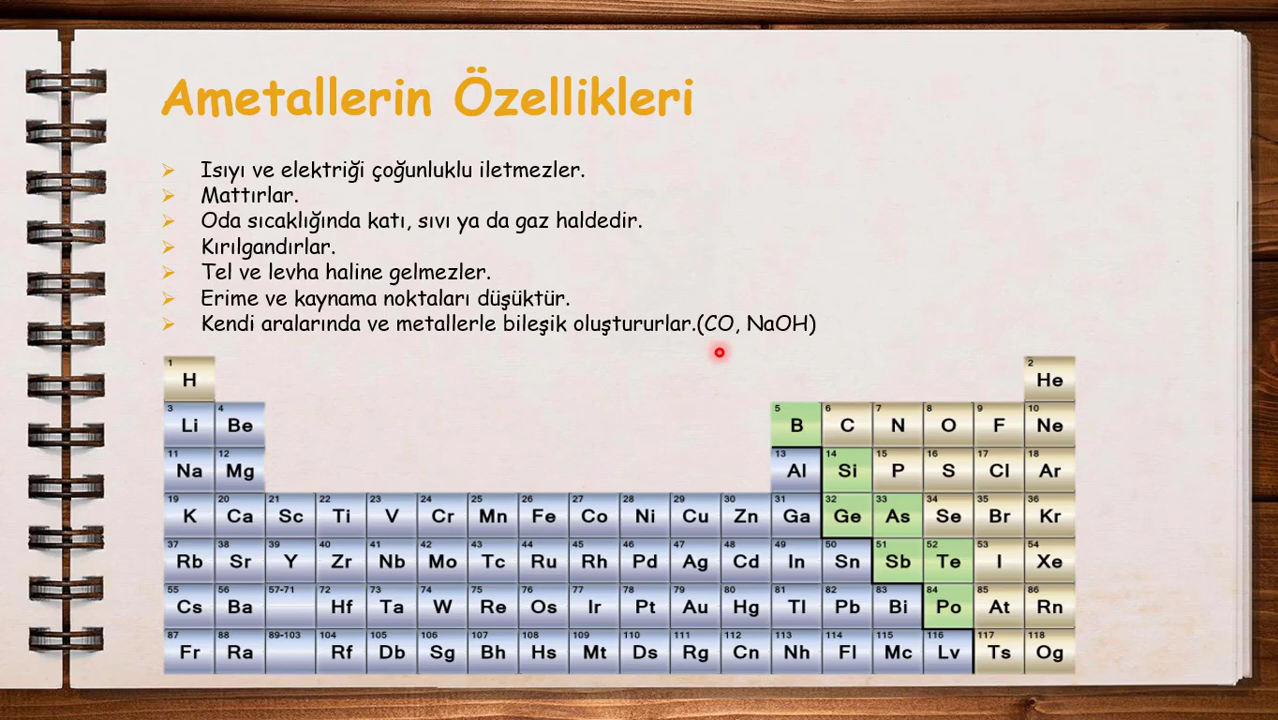 Ametallerin Özellikleri
Isıyı ve elektriği çoğunluklu iletmezler.
Mattırlar.
Oda sıcaklığında katı, sıvı ya da gaz haldedir.
Kırılgandırlar.
Tel ve levha haline gelmezler.
Erime ve kaynama noktaları düşüktür.
Kendi aralarında ve metallerle bileşik oluştururlar.(CO, NaOH)
1 H 2 He
3 Li 4 Be 5 B 6 C 7 N 8 O 9 F 10 Ne
11 Na 12 Mg 13 Al 14 Si 15 P 16 S 17 Cl 18 Ar
19 K 20 Ca 21 Sc 22 Ti 23 V 24 Cr 25 Mn 26 Fe 27 Co 28 Ni 29 Cu 30 Zn 31 Ga 32 Ge 33 As 34 Se 35 Br 36 Kr
37 Rb 38 Sr 39 Y 40 Zr 41 Nb 42 Mo 43 Tc 44 Ru 45 Rh 46 Pd 47 Ag 48 Cd 49 In 50 Sn 51 Sb 52 Te 53 I 54 Xe
55 Cs 56 Ba 57-71 72 Hf 73 Ta 74 W 75 Re 76 Os 77 Ir 78 Pt 79 Au 80 Hg 81 Tl 82 Pb 83 Bi 84 Po 85 At 86 Rn
87 Fr 88 Ra 89-103 104 Rf 105 Db 106 Sg 107 Bh 108 Hs 109 Mt 110 Ds 111 Rg 112 Cn 113 Nh 114 Fl 115 Mc 116 Lv 117 Ts 118 Og